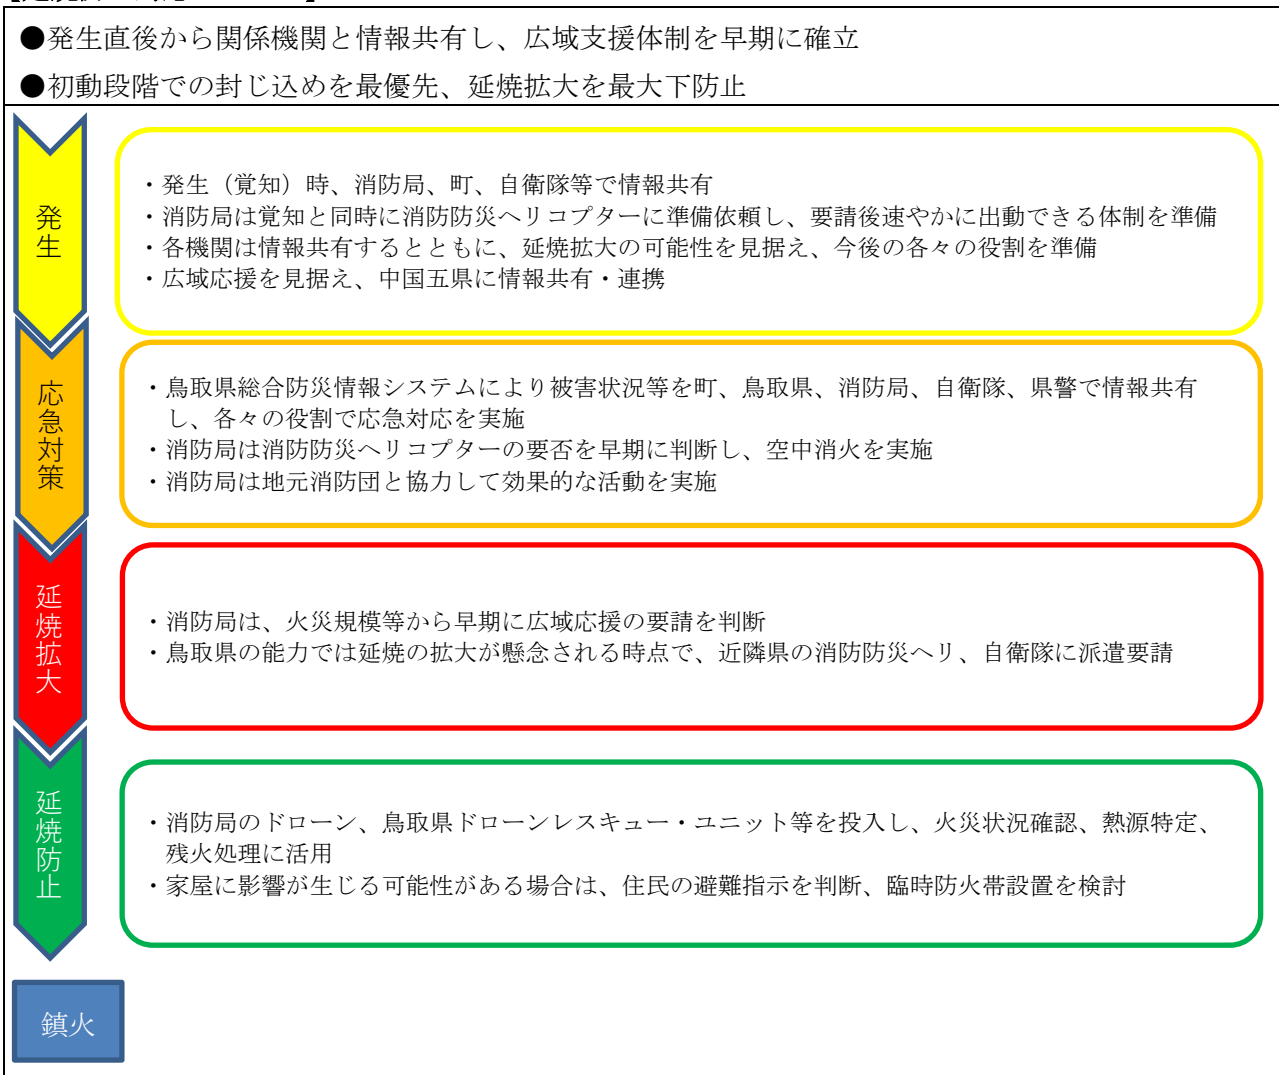 ●発生直後から関係機関と情報共有し、広域支援体制を早期に確立
●初動段階での封じ込めを最優先、延焼拡大を最大下防止
発生
・発生（覚知）時、消防局、町、自衛隊等で情報共有
・消防局は覚知と同時に消防防災ヘリコプターに準備依頼し、要請後速やかに出動できる体制を準備
・各機関は情報共有するとともに、延焼拡大の可能性を見据え、今後の各々の役割を準備
・広域応援を見据え、中国五県に情報共有・連携
応急対策
・鳥取県総合防災情報システムにより被害状況等を町、鳥取県、消防局、自衛隊、県警で情報共有
し、各々の役割で応急対応を実施
・消防局は消防防災ヘリコプターの要否を早期に判断し、空中消火を実施
・消防局は地元消防団と協力して効果的な活動を実施
延焼拡大
・消防局は、火災規模等から早期に広域応援の要請を判断
・鳥取県の能力では延焼の拡大が懸念される時点で、近隣県の消防防災ヘリ、自衛隊に派遣要請
延焼防止
・消防局のドローン、鳥取県ドローンレスキュー・ユニット等を投入し、火災状況確認、熱源特定、
残火処理に活用
・家屋に影響が生じる可能性がある場合は、住民の避難指示を判断、臨時防火帯設置を検討
鎮火